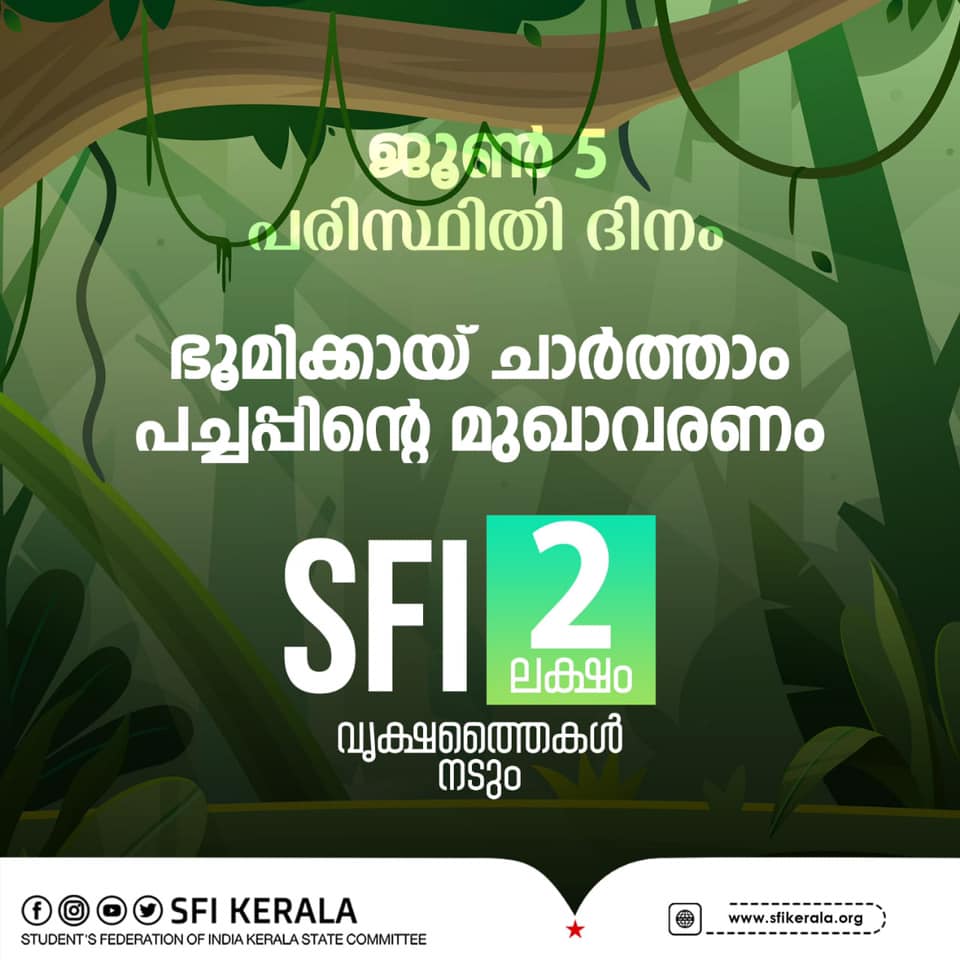 ജൂൺ 5
പരിസ്ഥിതി ദിനം
ഭൂമിക്കായ് ചാർത്താം
പച്ചപ്പിന്റെ മുഖാവരണം
SFI 2
ലക്ഷം
വൃക്ഷത്തൈകൾ
നടും
SFI KERALA
STUDENT'S FEDERATION OF INDIA KERALA STATE COMMITTEE
www.sfikerala.org